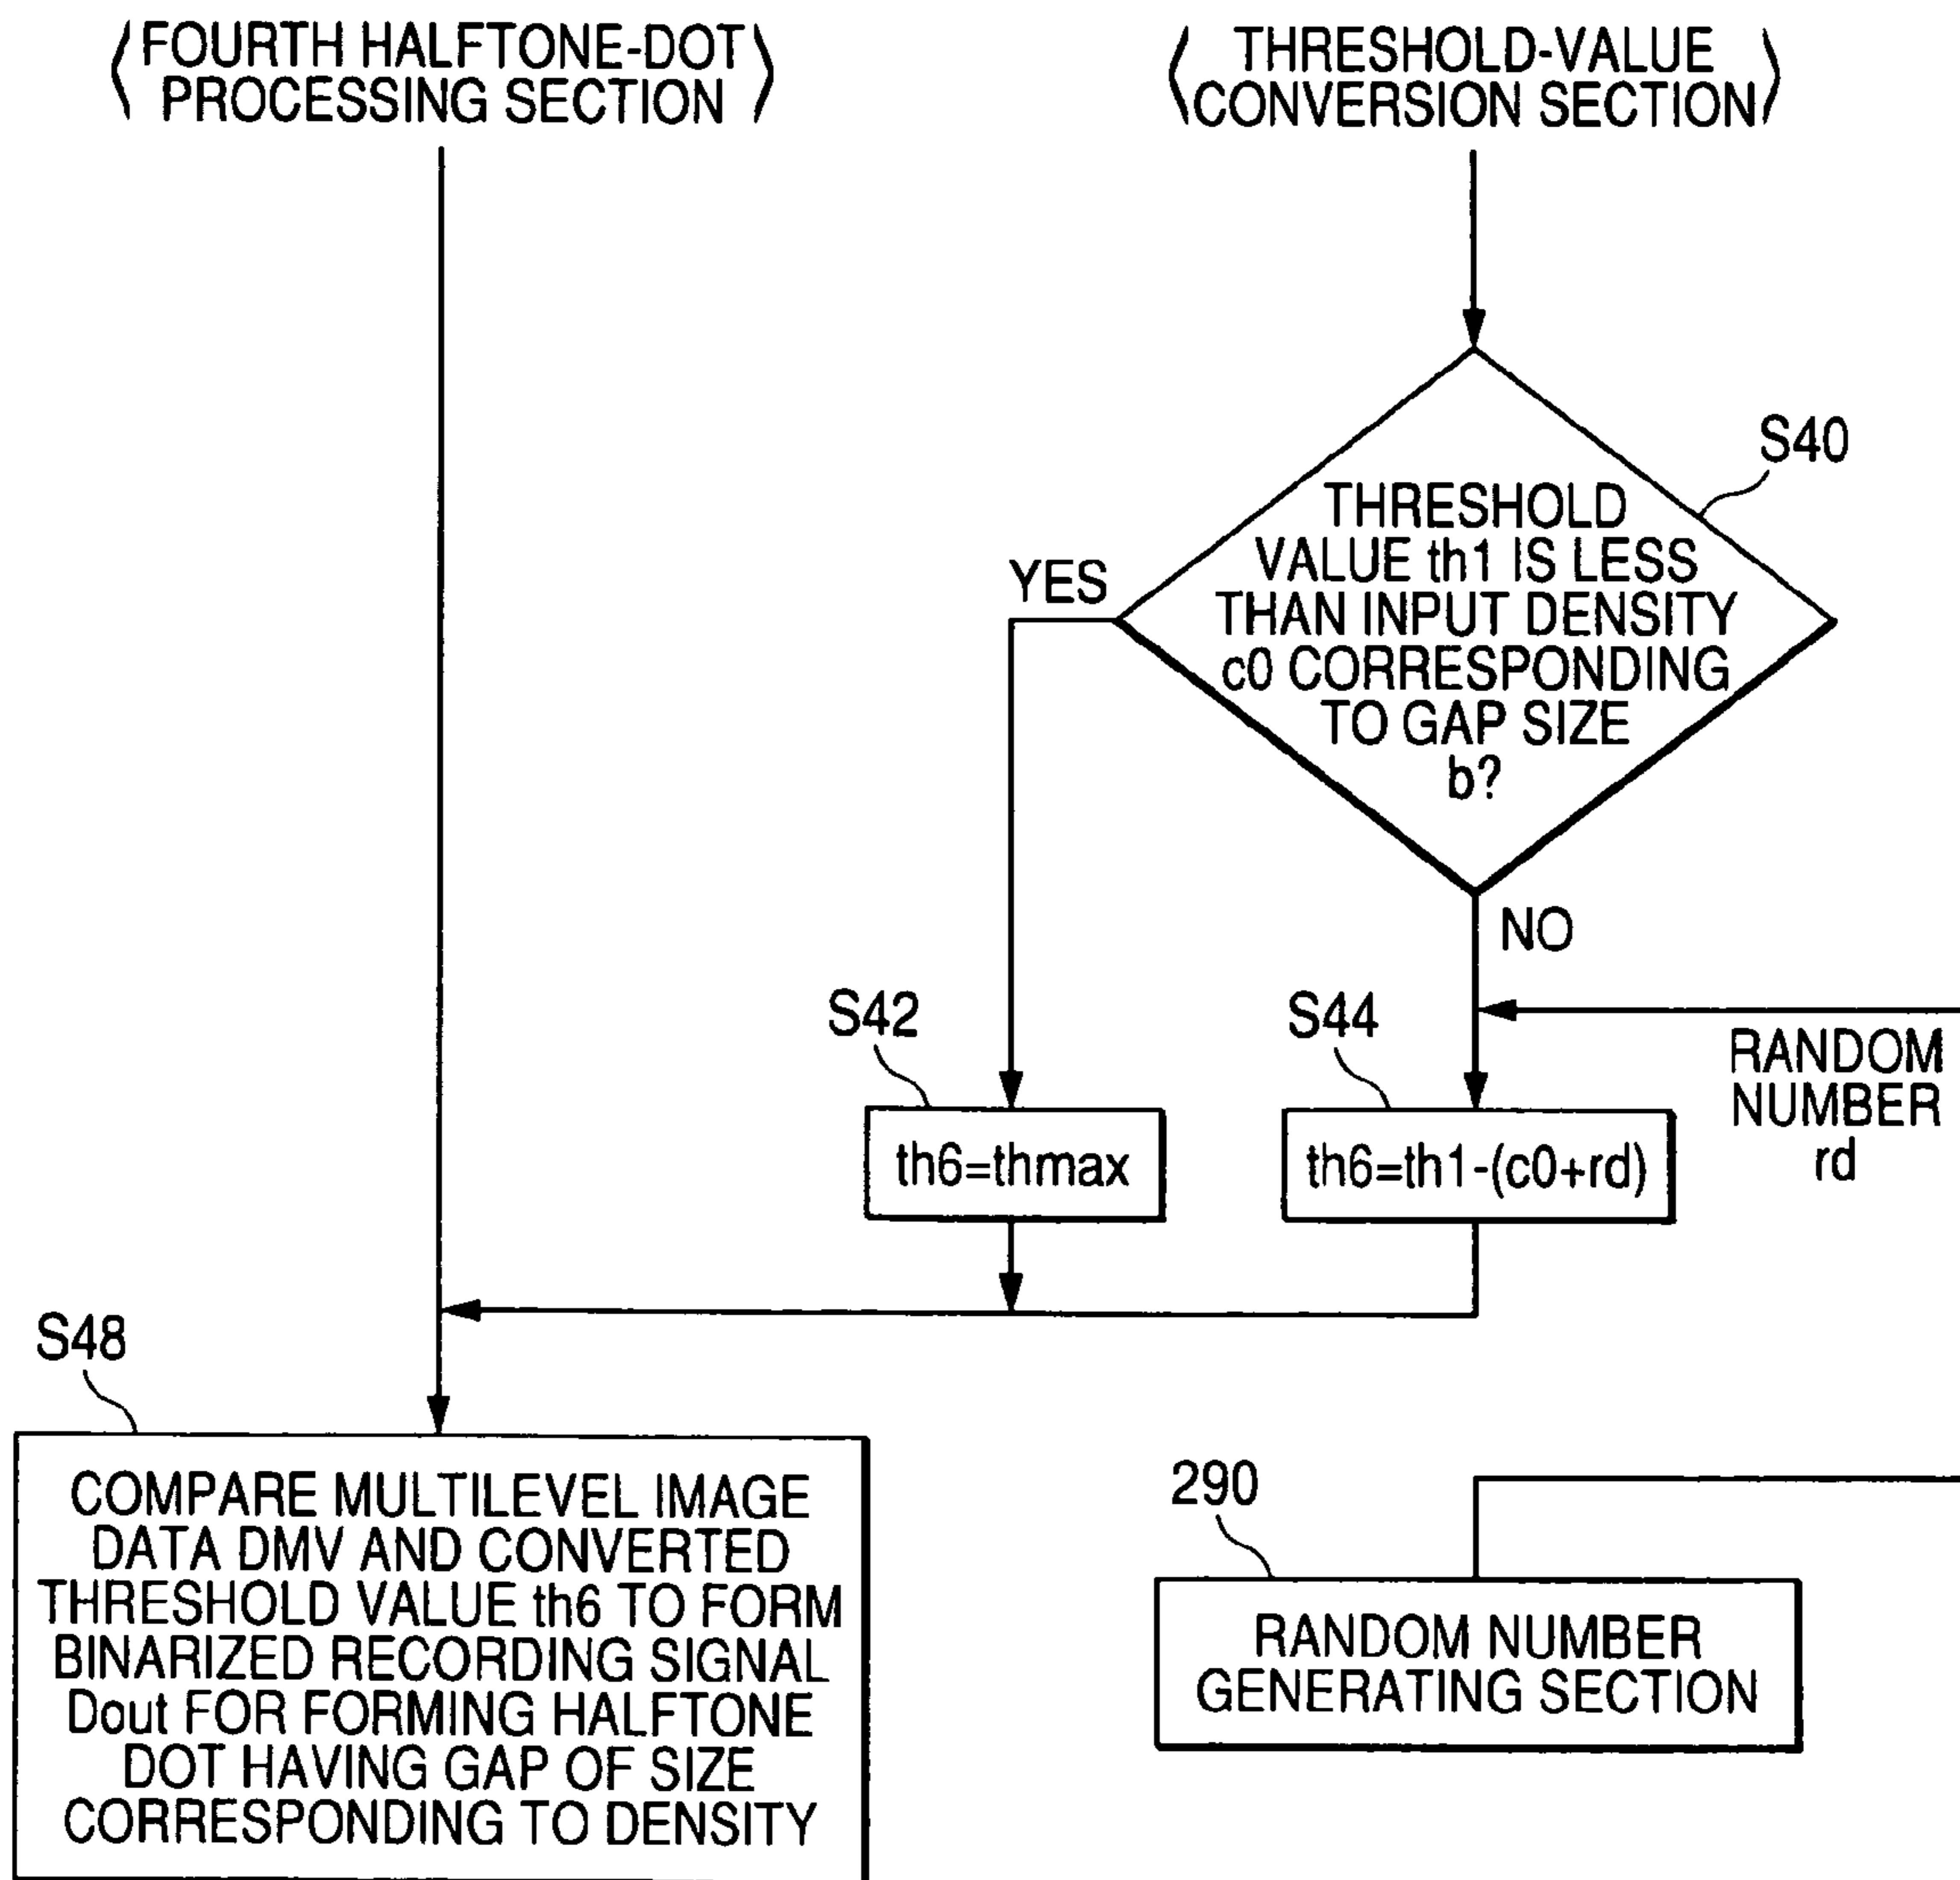 FOURTH HALFTONE-DOT
PROCESSING SECTION
THRESHOLD-VALUE
CONVERSION SECTION
S40
THRESHOLD
VALUE th1 IS LESS
THAN INPUT DENSITY
c0 CORRESPONDING
TO GAP SIZE
b?
YES
NO
S42
S44
RANDOM
NUMBER
rd
th6=thmax
th6=th1-(c0+rd)
S48
COMPARE MULTILEVEL IMAGE
DATA DMV AND CONVERTED
THRESHOLD VALUE th6 TO FORM
BINARIZED RECORDING SIGNAL
Dout FOR FORMING HALFTONE
DOT HAVING GAP OF SIZE
CORRESPONDING TO DENSITY
290
RANDOM NUMBER
GENERATING SECTION